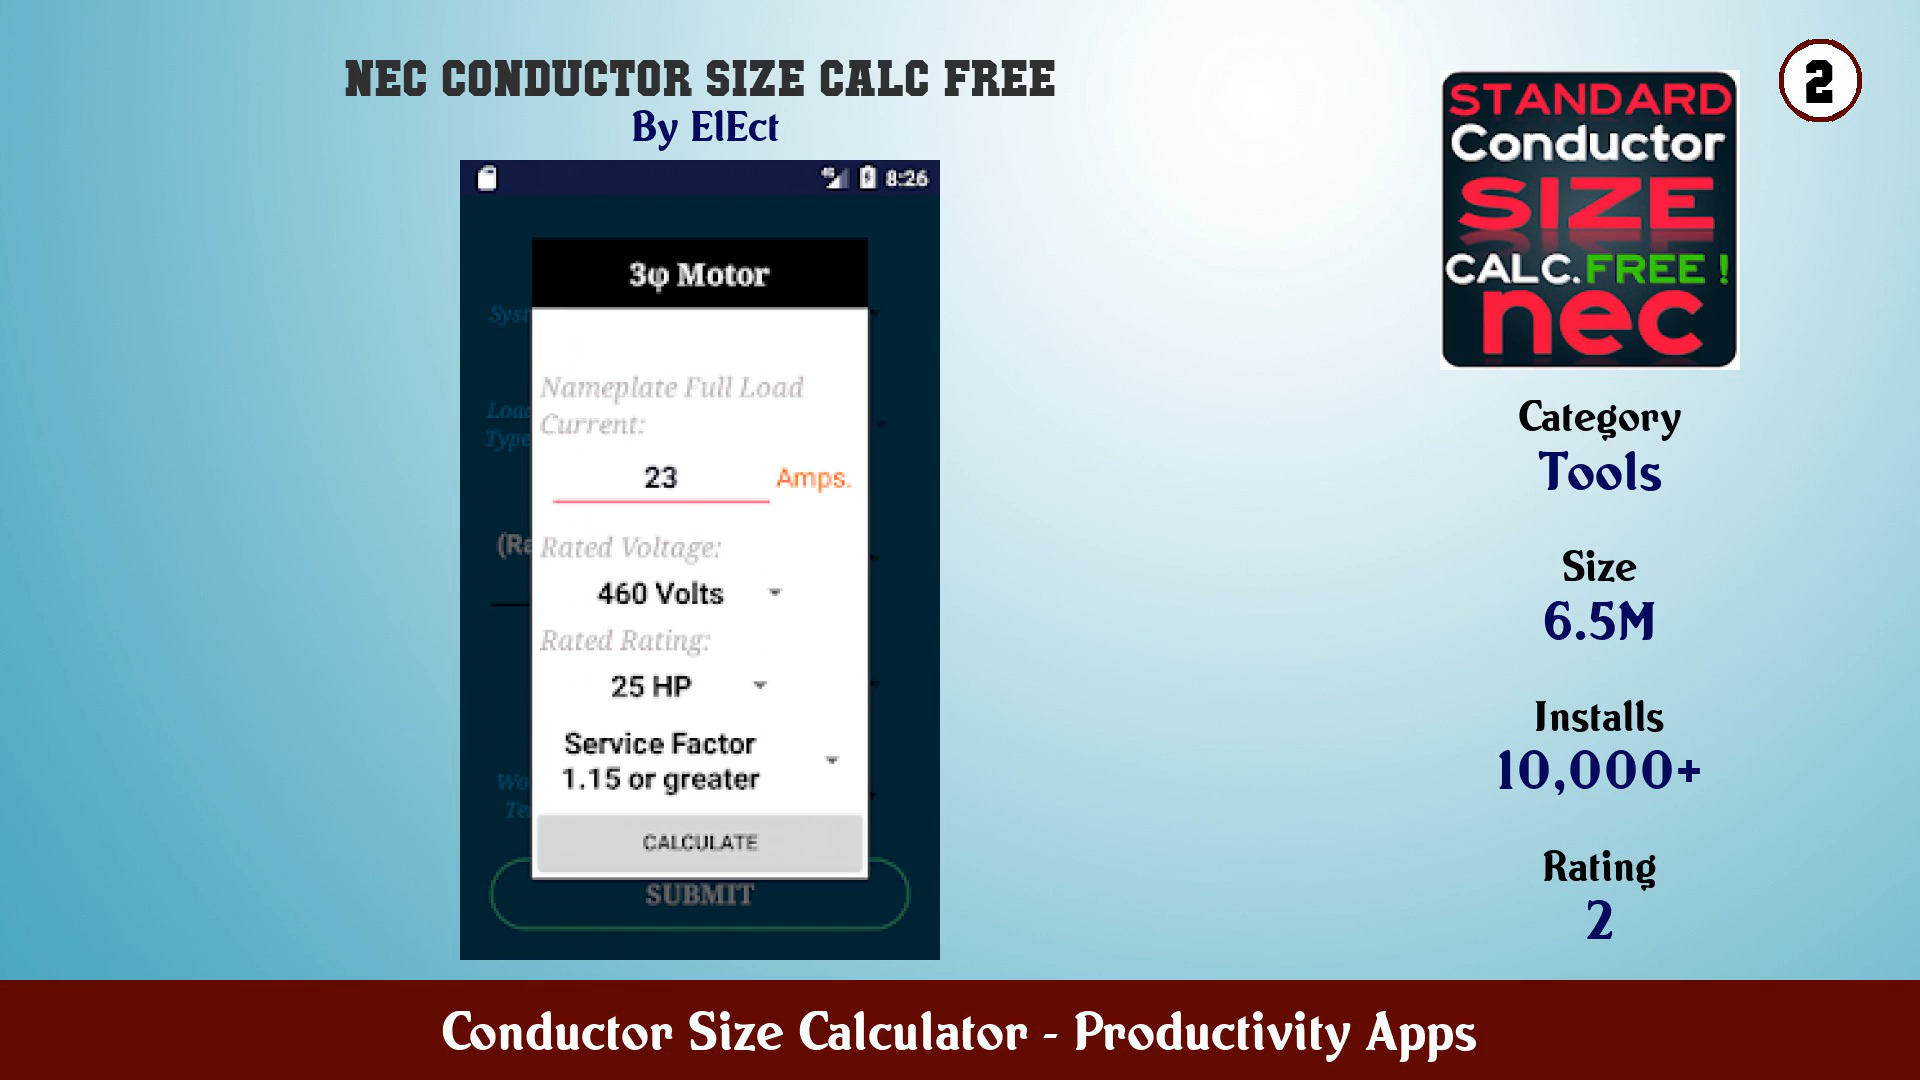 NEC CONDUCTOR SIZE CALC FREE
By ElEct
2
STANDARD
Conductor
SIZE
CALC.FREE !
nec
8:26
3φ Motor
Nameplate Full Load
Current:
23 Amps.
Rated Voltage:
460 Volts
Rated Rating:
25 HP
Service Factor
1.15 or greater
CALCULATE
SUBMIT
Category
Tools
Size
6.5M
Installs
10,000+
Rating
2
Conductor Size Calculator - Productivity Apps